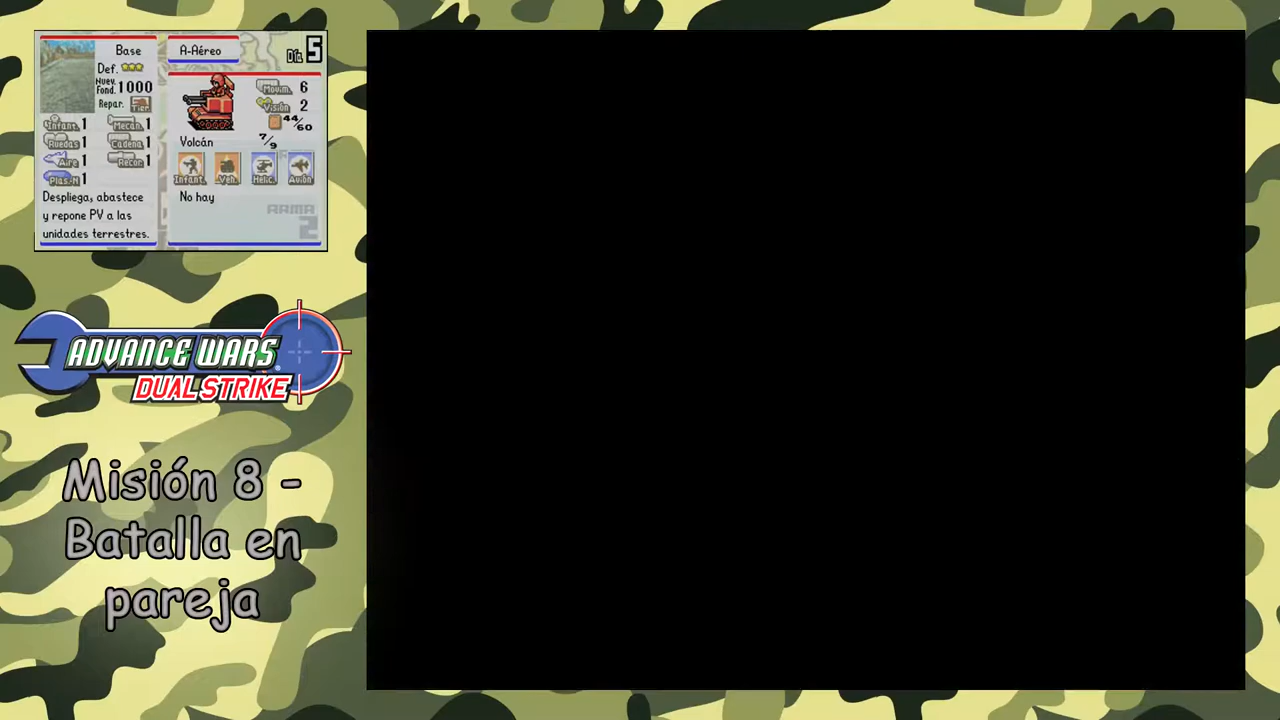 Base
Def.
Nuev. Fond. 1000
Repar. Tier.
Infant. 1
Mecán. 1
Ruedas 1
Cadena 1
Aire 1
Recon 1
Plas.N 1
Despliega, abastece
y repone PV a las
unidades terrestres.
A-Aéreo
Día 5
Movim. 6
Visión 2
44/60
Volcán
7/9
Infant. Veh. Helic. Avión
No hay
ARMA
2
ADVANCE WARS
DUAL STRIKE
Misión 8 -
Batalla en
pareja